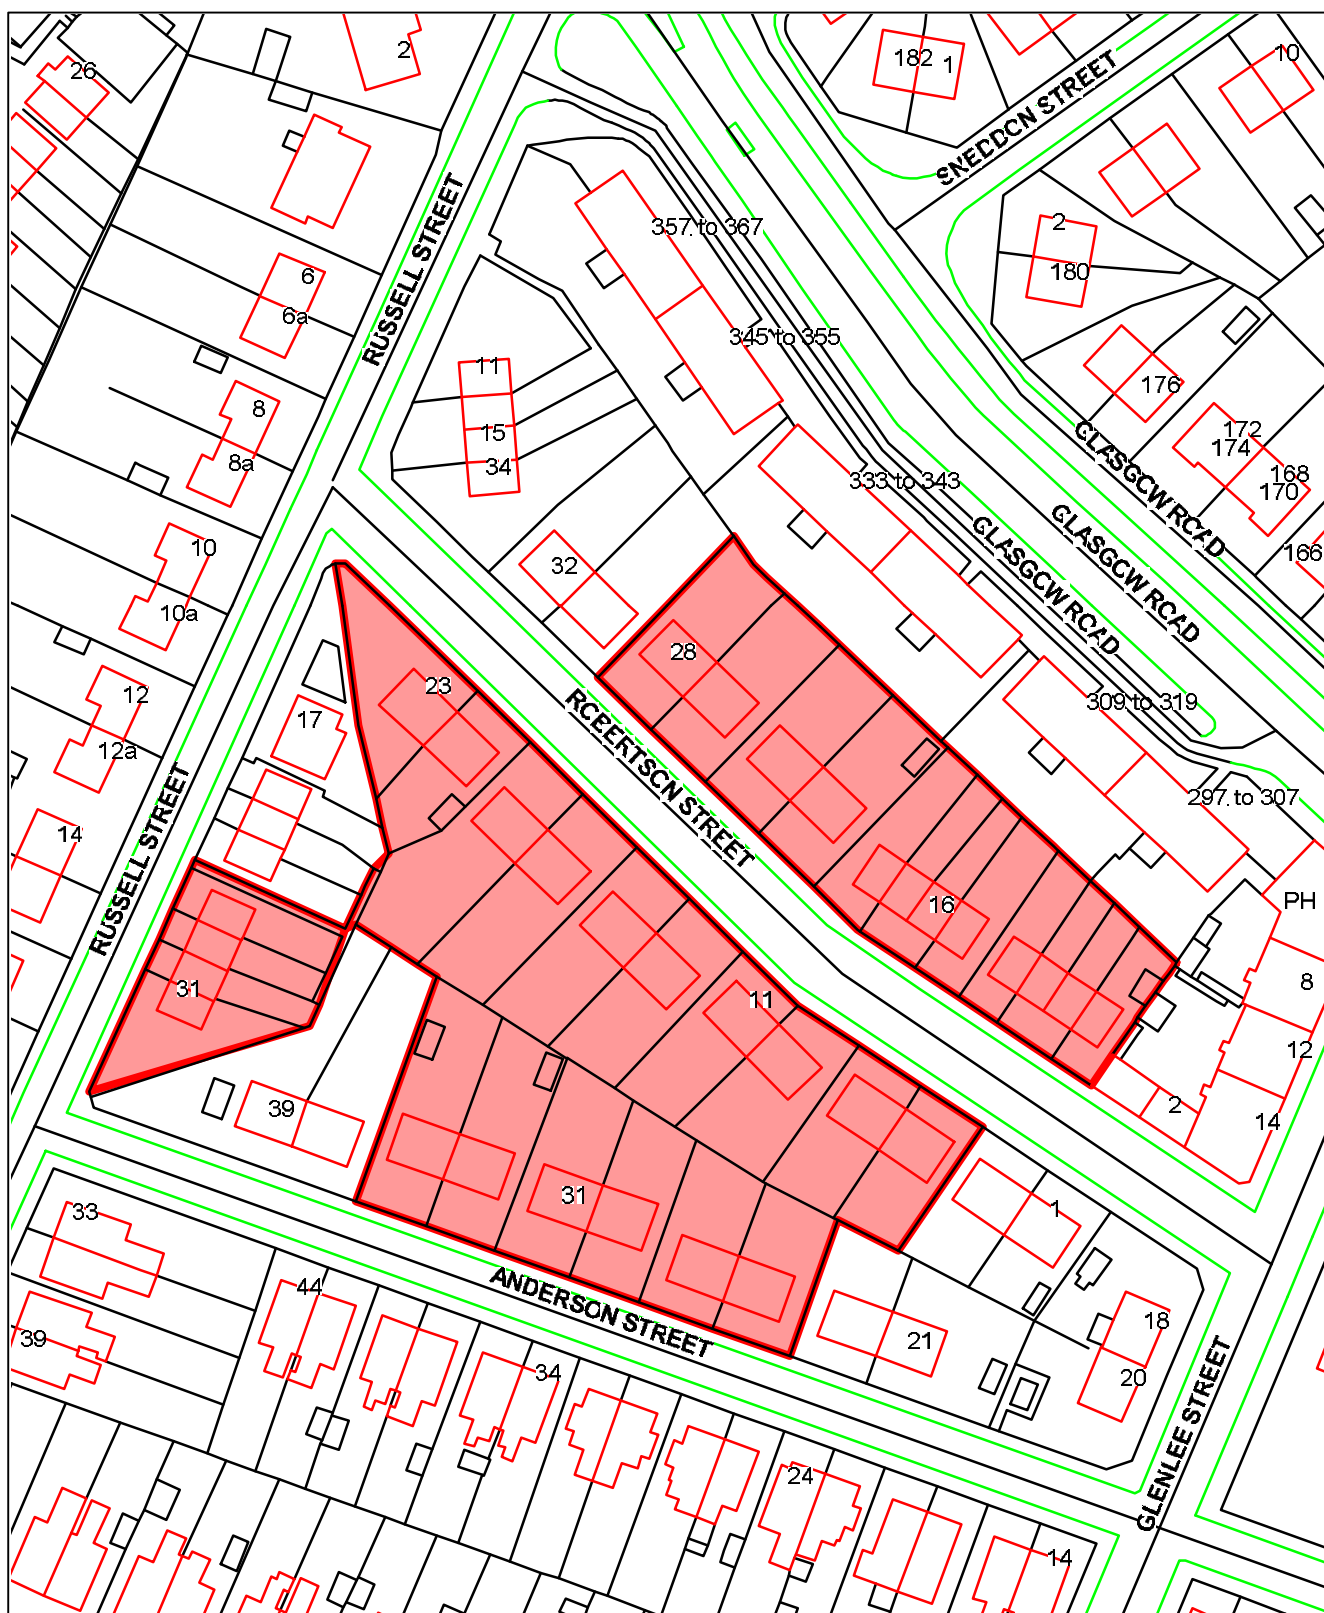 2
26
182
1
10
SNEDDON STREET
357 to 367
2
180
RUSSELL STREET
6
6a
345 to 355
11
176
8
15
34
8a
172
174
168
170
333 to 343
GLASGOW ROAD
GLASGOW ROAD
GLASGOW ROAD
166
10
32
10a
28
23
12
17
12a
309 to 319
ROBERTSON STREET
297 to 307
14
RUSSELL STREET
PH
16
8
31
11
12
2
14
39
31
1
33
ANDERSON STREET
44
18
39
21
20
34
GLENLEE STREET
24
14